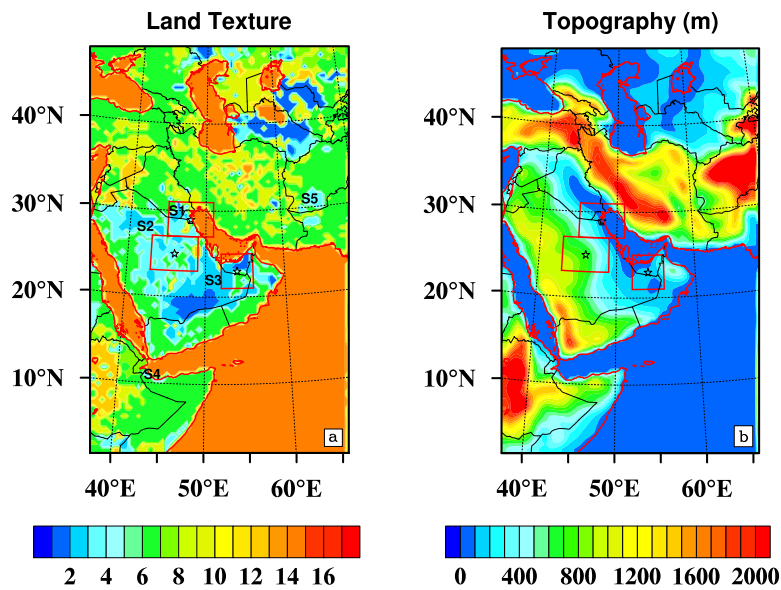 Land Texture
Topography (m)
40°N
30°N
20°N
10°N
S1
S2
S3
S4
S5
a
40°E 50°E 60°E
2 4 6 8 10 12 14 16
40°N
30°N
20°N
10°N
b
40°E 50°E 60°E
0 400 800 1200 1600 2000